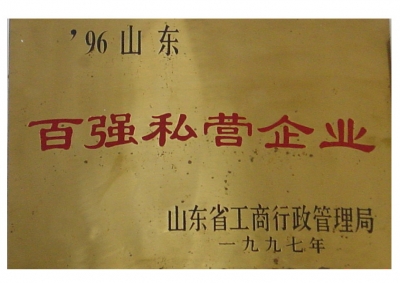 '96山东
百强私营企业
山东省工商行政管理局
一九九七年